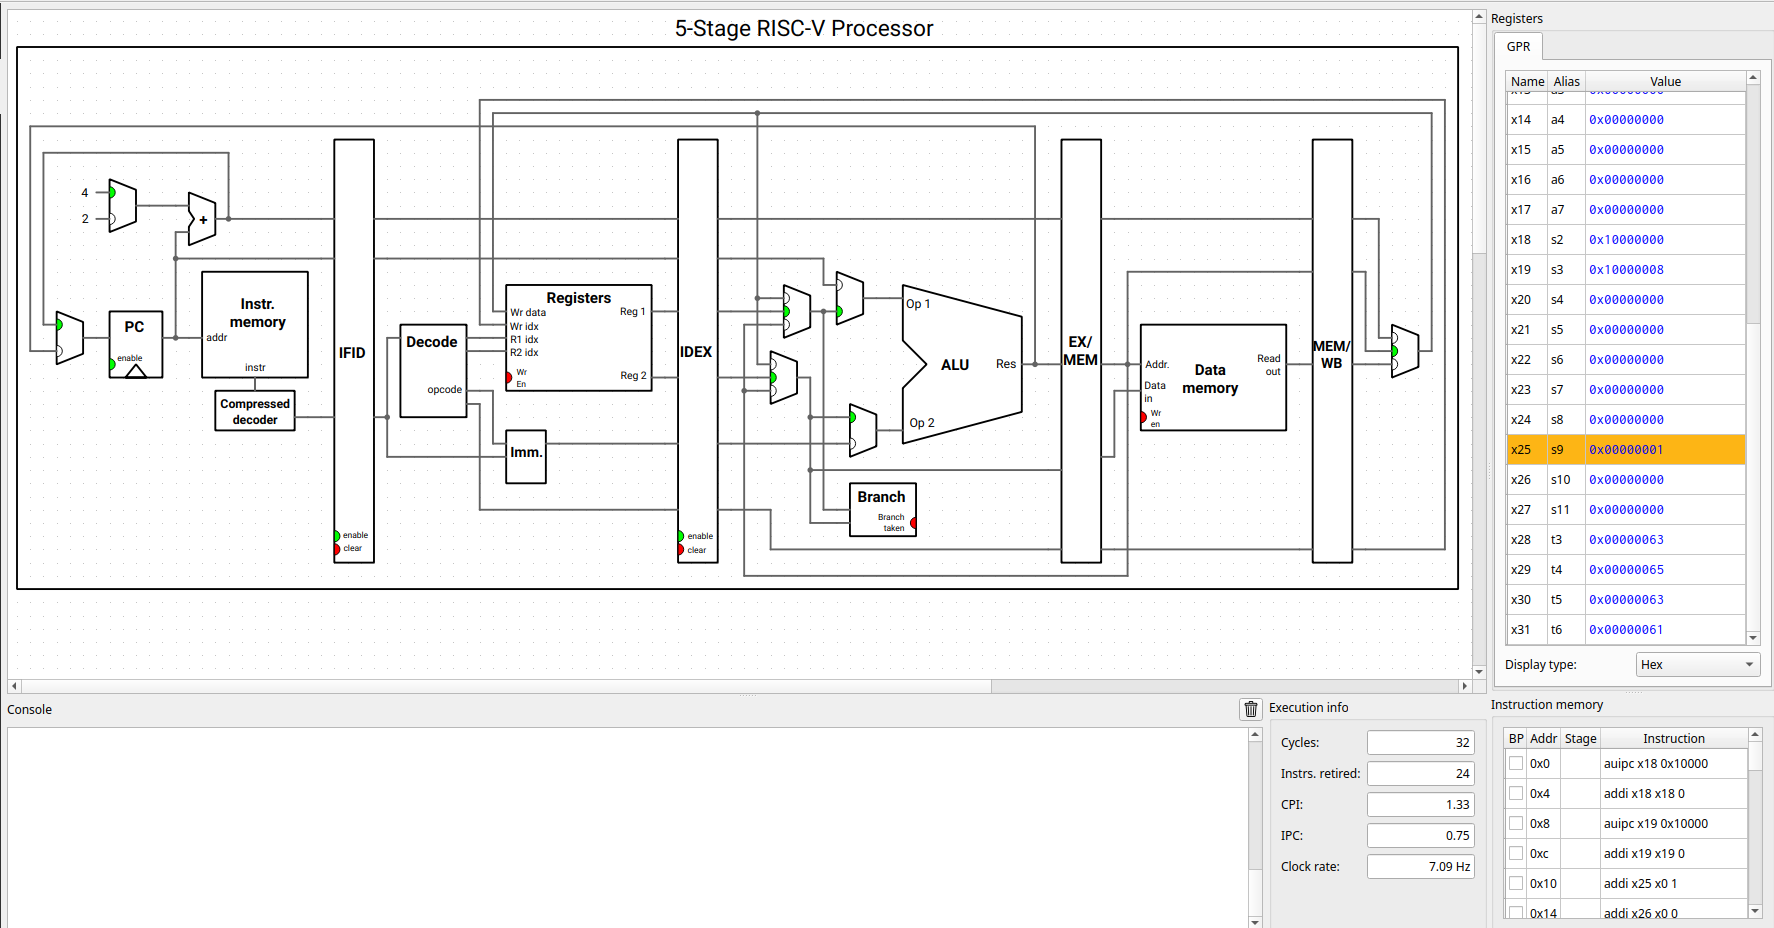 5-Stage RISC-V Processor
4
2
+
PC
enable
Instr.
memory
addr
instr
Compressed
decoder
IFID
enable
clear
Decode
opcode
Registers
Wr data
Wr idx
R1 idx
R2 idx
Wr
En
Reg 1
Reg 2
Imm.
IDEX
enable
clear
Op 1
ALU
Res
Op 2
Branch
Branch
taken
EX/
MEM
Addr.
Data
in
Wr
en
Data
memory
Read
out
MEM/
WB
Registers
GPR
Name Alias Value
x14 a4 0x00000000
x15 a5 0x00000000
x16 a6 0x00000000
x17 a7 0x00000000
x18 s2 0x10000000
x19 s3 0x10000008
x20 s4 0x00000000
x21 s5 0x00000000
x22 s6 0x00000000
x23 s7 0x00000000
x24 s8 0x00000000
x25 s9 0x00000001
x26 s10 0x00000000
x27 s11 0x00000000
x28 t3 0x00000063
x29 t4 0x00000065
x30 t5 0x00000063
x31 t6 0x00000061
Display type: Hex
Console
Execution info
Cycles: 32
Instrs. retired: 24
CPI: 1.33
IPC: 0.75
Clock rate: 7.09 Hz
Instruction memory
BP Addr Stage Instruction
0x0 auipc x18 0x10000
0x4 addi x18 x18 0
0x8 auipc x19 0x10000
0xc addi x19 x19 0
0x10 addi x25 x0 1
0x14 addi x26 x0 0